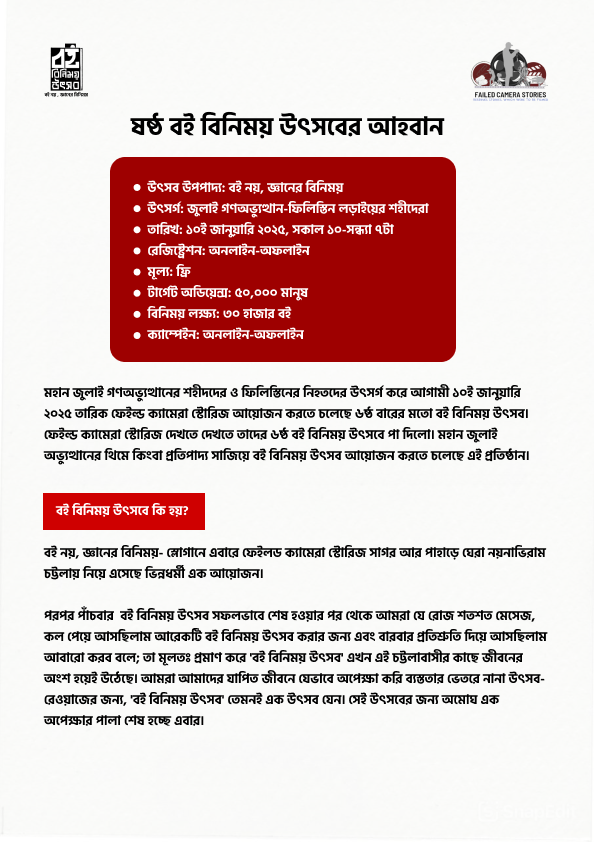 বই
বিনিময়
উৎসব
বই নয়, জ্ঞানের বিনিময়
FAILED CAMERA STORIES
ষষ্ঠ বই বিনিময় উৎসবের আহবান
উৎসব উপপাদ্য: বই নয়, জ্ঞানের বিনিময়
উৎসর্গ: জুলাই গণঅভ্যুত্থান-ফিলিস্তিন লড়াইয়ের শহীদেরা
তারিখ: ১০ই জানুয়ারি ২০২৫, সকাল ১০-সন্ধ্যা ৭টা
রেজিষ্ট্রেশন: অনলাইন-অফলাইন
মূল্য: ফ্রি
টার্গেট অডিয়েন্স: ৫০,০০০ মানুষ
বিনিময় লক্ষ্য: ৩০ হাজার বই
ক্যাম্পেইন: অনলাইন-অফলাইন
মহান জুলাই গণঅভ্যুত্থানের শহীদদের ও ফিলিস্তিনের নিহতদের উৎসর্গ করে আগামী ১০ই জানুয়ারি
২০২৫ তারিক ফেইল্ড ক্যামেরা স্টোরিজ আয়োজন করতে চলেছে ৬ষ্ঠ বারের মতো বই বিনিময় উৎসব।
ফেইল্ড ক্যামেরা স্টোরিজ দেখতে দেখতে তাদের ৬ষ্ঠ বই বিনিময় উৎসবে পা দিলো। মহান জুলাই
অভ্যুত্থানের থিমে কিংবা প্রতিপাদ্য সাজিয়ে বই বিনিময় উৎসব আয়োজন করতে চলেছে এই প্রতিষ্ঠান।
বই বিনিময় উৎসবে কি হয়?
বই নয়, জ্ঞানের বিনিময়- স্লোগানে এবারে ফেইলড ক্যামেরা স্টোরিজ সাগর আর পাহাড়ে ঘেরা নয়নাভিরাম
চট্টলায় নিয়ে এসেছে ভিন্নধর্মী এক আয়োজন।
পরপর পাঁচবার বই বিনিময় উৎসব সফলভাবে শেষ হওয়ার পর থেকে আমরা যে রোজ শতশত মেসেজ,
কল পেয়ে আসছিলাম আরেকটি বই বিনিময় উৎসব করার জন্য এবং বারবার প্রতিশ্রুতি দিয়ে আসছিলাম
আবারো করব বলে; তা মূলতঃ প্রমাণ করে 'বই বিনিময় উৎসব' এখন এই চট্টলাবাসীর কাছে জীবনের
অংশ হয়েই উঠেছে। আমরা আমাদের যাপিত জীবনে যেভাবে অপেক্ষা করি ব্যস্ততার ভেতরে নানা উৎসব-
রেওয়াজের জন্য, 'বই বিনিময় উৎসব' তেমনই এক উৎসব যেন। সেই উৎসবের জন্য অমোঘ এক
অপেক্ষার পালা শেষ হচ্ছে এবার।